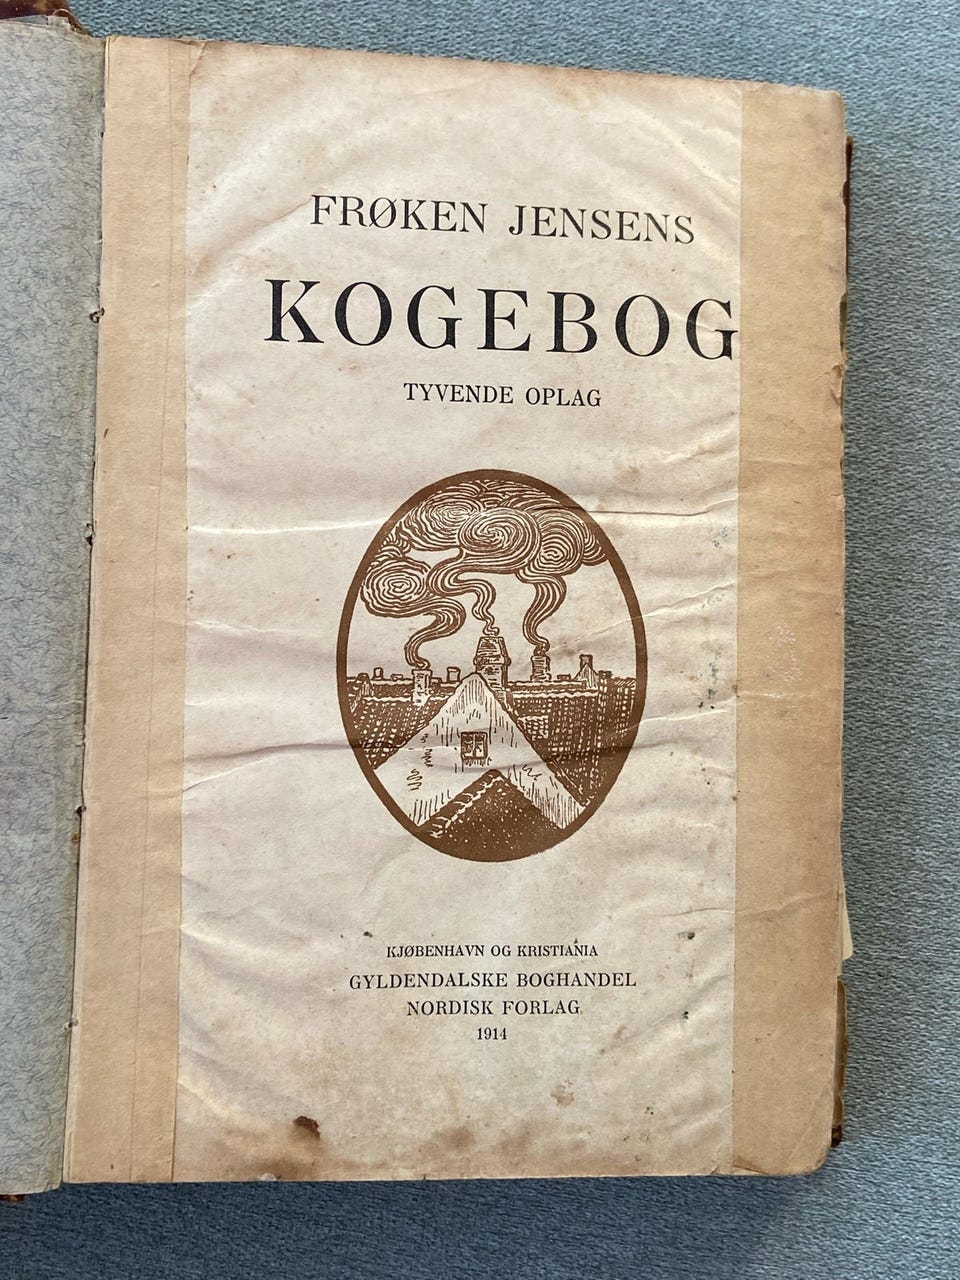 FRØKEN JENSENS
KOGEBOG
TYVENDE OPLAG
KJØBENHAVN OG KRISTIANIA
GYLDENDALSKE BOGHANDEL
NORDISK FORLAG
1914